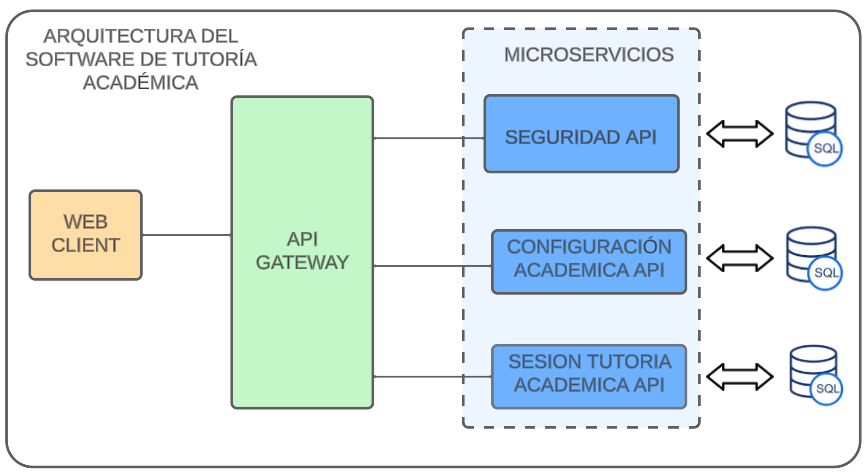 ARQUITECTURA DEL
SOFTWARE DE TUTORÍA
ACADÉMICA
MICROSERVICIOS
WEB
CLIENT
API
GATEWAY
SEGURIDAD API
SQL
CONFIGURACIÓN
ACADEMICA API
SQL
SESION TUTORIA
ACADEMICA API
SQL